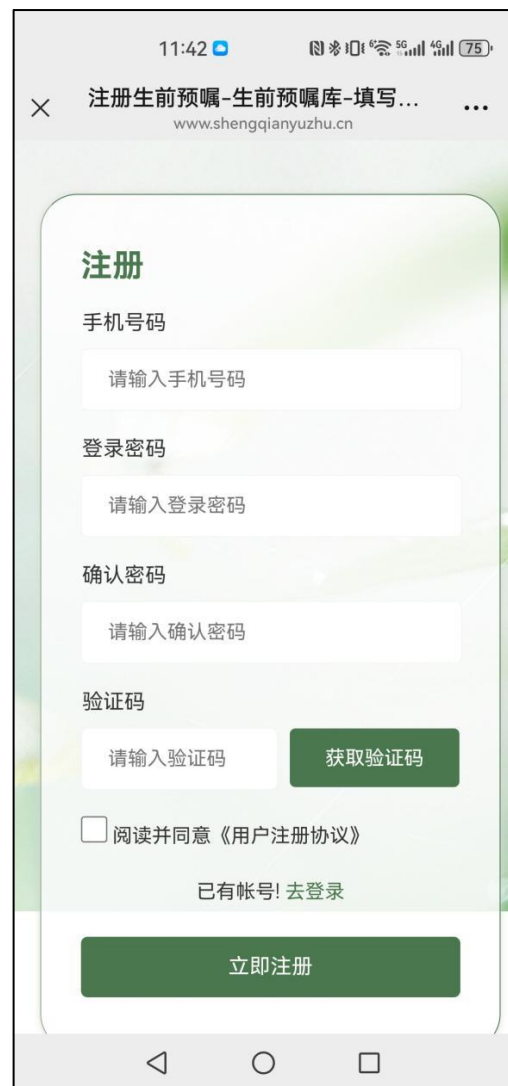 11:42
5G 4G 75
注册生前预嘱-生前预嘱库-填写...
www.shengqianyuzhu.cn
注册
手机号码
请输入手机号码
登录密码
请输入登录密码
确认密码
请输入确认密码
验证码
请输入验证码 获取验证码
阅读并同意《用户注册协议》
已有帐号! 去登录
立即注册